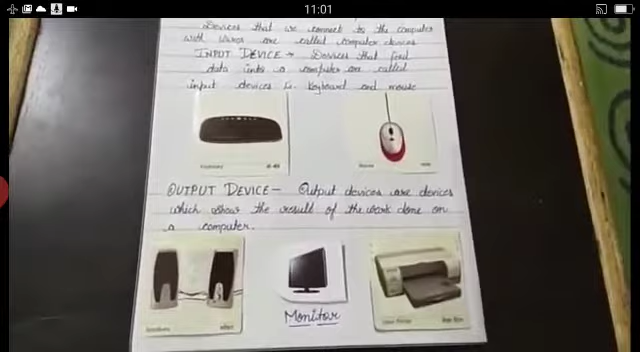 11:01
Devices that we connect to the computer
with wires are called computer devices
INPUT DEVICE - Devices that feed
data into a computer are called
input devices i.e. Keyboard and mouse
OUTPUT DEVICE - Output devices are devices
which show the result of the work done on
a computer.
Monitor